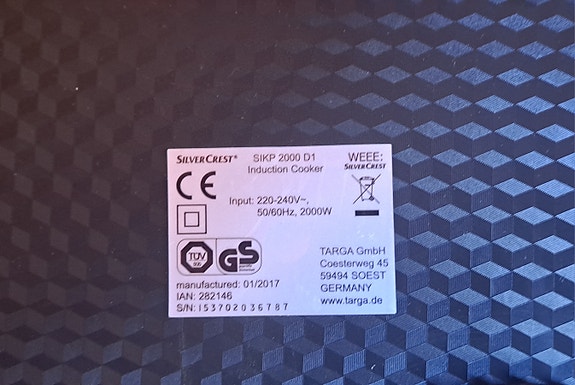 SILVERCREST® SIKP 2000 D1 WEEE:
Induction Cooker SILVERCREST
CE
Input: 220-240V~,
50/60Hz, 2000W
TÜV
SÜD
GS
TARGA GmbH
Coesterweg 45
59494 SOEST
GERMANY
www.targa.de
manufactured: 01/2017
IAN: 282146
S/N: 153702036787